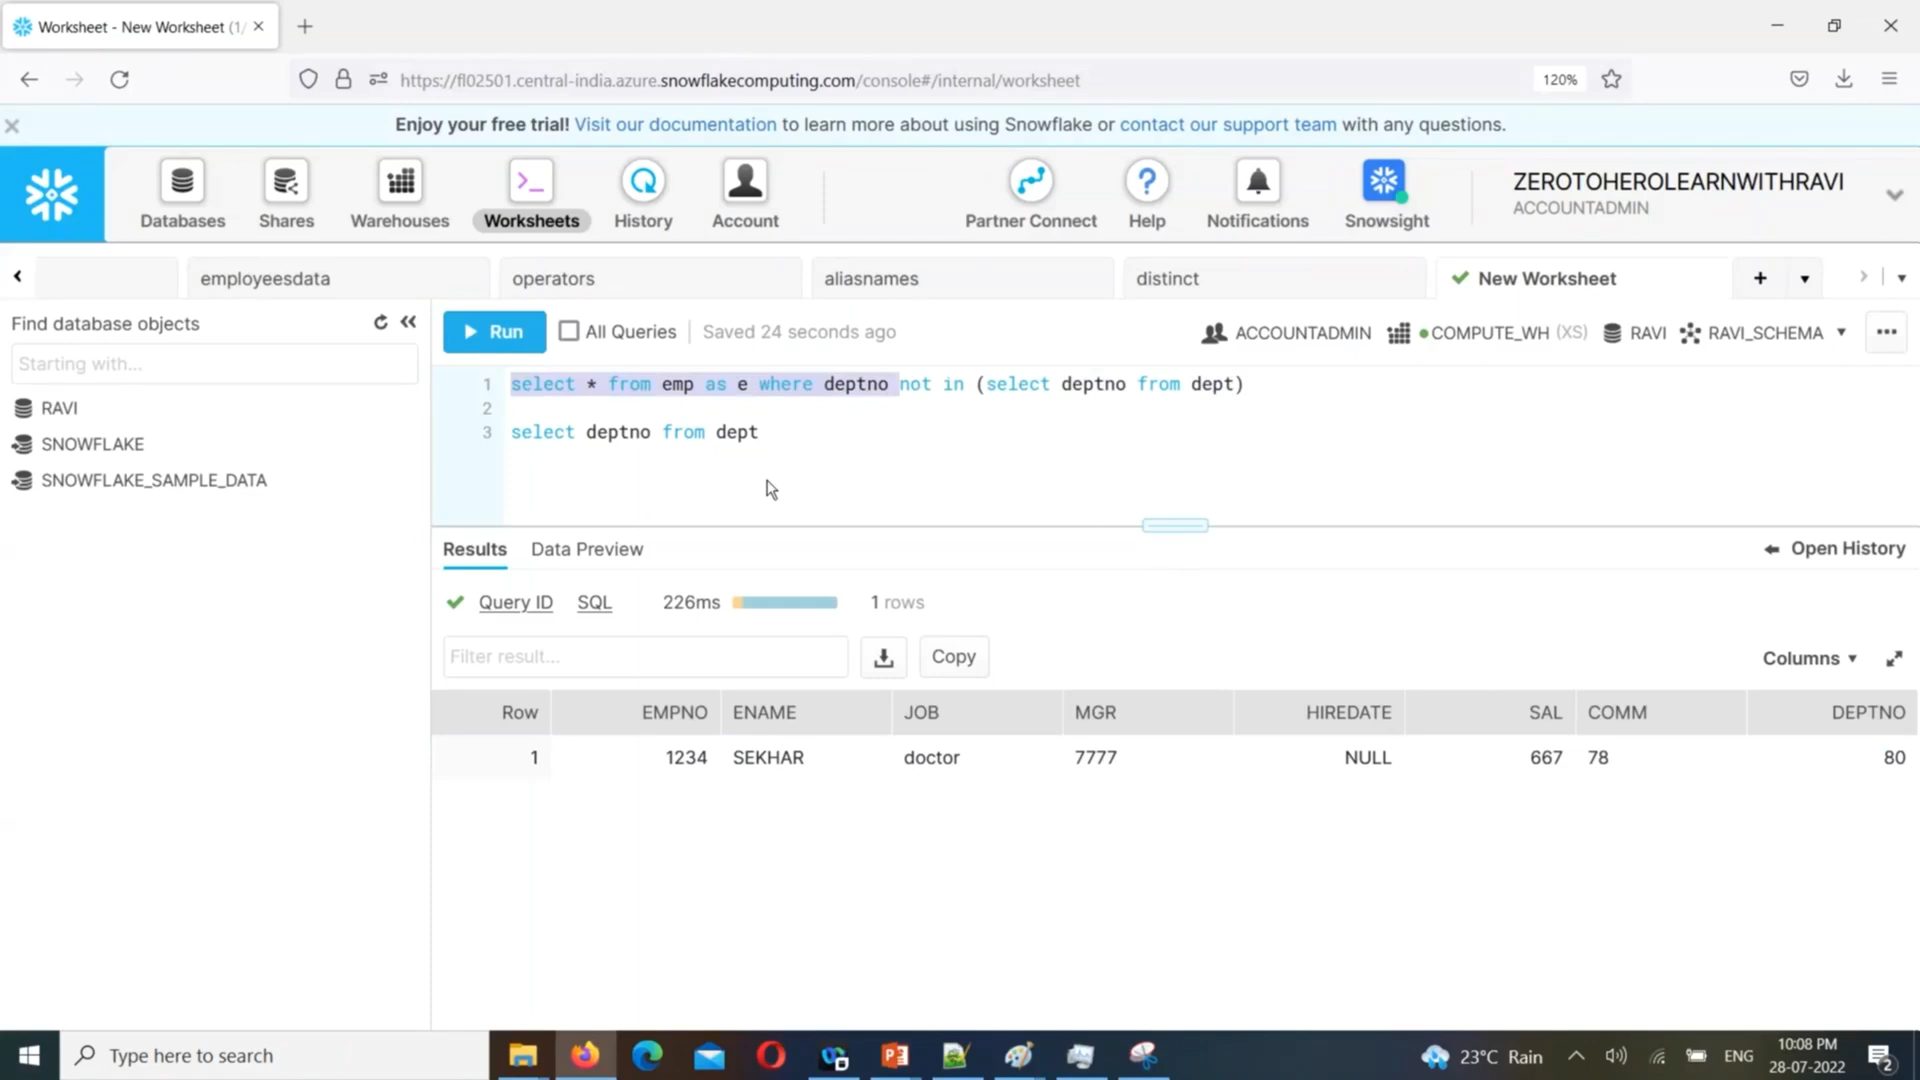 Worksheet - New Worksheet (1/
https://fl02501.central-india.azure.snowflakecomputing.com/console#/internal/worksheet
120%
Enjoy your free trial! Visit our documentation to learn more about using Snowflake or contact our support team with any questions.
Databases
Shares
Warehouses
Worksheets
History
Account
Partner Connect
Help
Notifications
Snowsight
ZEROTOHEROLEARNWITHRAVI
ACCOUNTADMIN
employeesdata
operators
aliasnames
distinct
New Worksheet
Find database objects
Starting with...
RAVI
SNOWFLAKE
SNOWFLAKE_SAMPLE_DATA
Run
All Queries
Saved 24 seconds ago
ACCOUNTADMIN
COMPUTE_WH (XS)
RAVI
RAVI_SCHEMA
1 select * from emp as e where deptno not in (select deptno from dept)
2
3 select deptno from dept
Results
Data Preview
Open History
Query ID
SQL
226ms
1 rows
Filter result...
Copy
Columns
Row EMPNO ENAME JOB MGR HIREDATE SAL COMM DEPTNO
1 1234 SEKHAR doctor 7777 NULL 667 78 80
Type here to search
23°C Rain
ENG
10:08 PM
28-07-2022
2